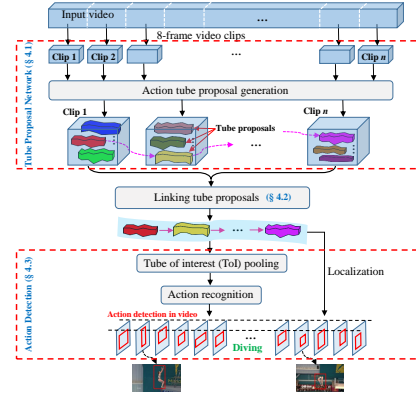 Input video
...
8-frame video clips
Clip 1
Clip 2
...
Clip n
Tube Proposal Network (§ 4.1)
Action tube proposal generation
Clip 1
Clip n
Tube proposals
...
Linking tube proposals (§ 4.2)
Action Detection (§ 4.3)
Tube of interest (ToI) pooling
Localization
Action recognition
Action detection in video
...
Diving